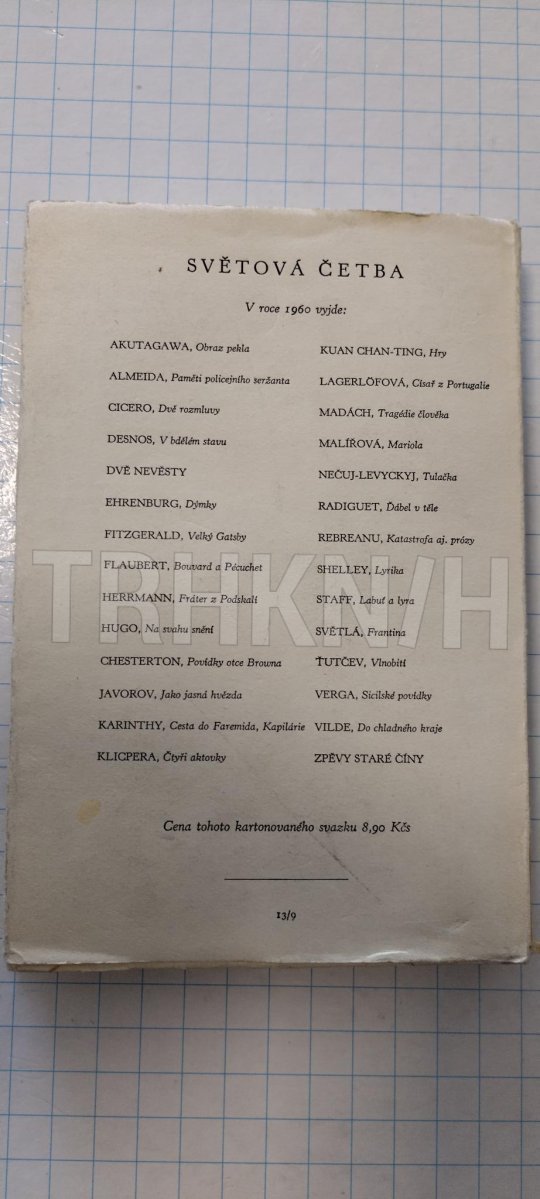 SVĚTOVÁ ČETBA
V roce 1960 vyjde:
AKUTAGAWA, Obraz pekla
ALMEIDA, Paměti policejního seržanta
CICERO, Dvě rozmluvy
DESNOS, V bdělém stavu
DVĚ NEVĚSTY
EHRENBURG, Dýmky
FITZGERALD, Velký Gatsby
FLAUBERT, Bouvard a Pécuchet
HERRMANN, Fráter z Podskalí
HUGO, Na svahu snění
CHESTERTON, Povídky otce Browna
JAVOROV, Jako jasná hvězda
KARINTHY, Cesta do Faremida, Kapilárie
KLICPERA, Čtyři aktovky
KUAN CHAN-TING, Hry
LAGERLÖFOVÁ, Císař z Portugalie
MADÁCH, Tragédie člověka
MALÍŘOVÁ, Mariola
NEČUJ-LEVYCKYJ, Tulačka
RADIGUET, Ďábel v těle
REBREANU, Katastrofa aj. prózy
SHELLEY, Lyrika
STAFF, Labuť a lyra
SVĚTLÁ, Frantina
ŤUTČEV, Vlnobití
VERGA, Sicilské povídky
VILDE, Do chladného kraje
ZPĚVY STARÉ ČÍNY
Cena tohoto kartonovaného svazku 8,90 Kčs
13/9
TRHKNIH